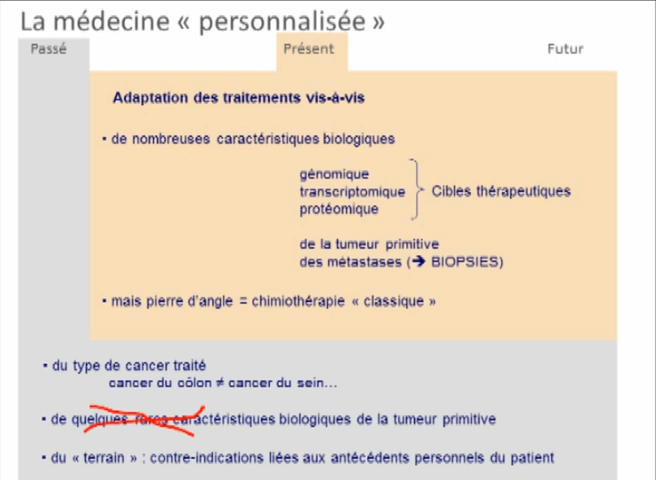 La médecine « personnalisée »
Passé Présent Futur
Adaptation des traitements vis-à-vis
• de nombreuses caractéristiques biologiques
génomique
transcriptomique
protéomique
Cibles thérapeutiques
de la tumeur primitive
des métastases (➔ BIOPSIES)
• mais pierre d'angle = chimiothérapie « classique »
• du type de cancer traité
cancer du côlon ≠ cancer du sein…
• de quelques rares caractéristiques biologiques de la tumeur primitive
• du « terrain » : contre-indications liées aux antécédents personnels du patient